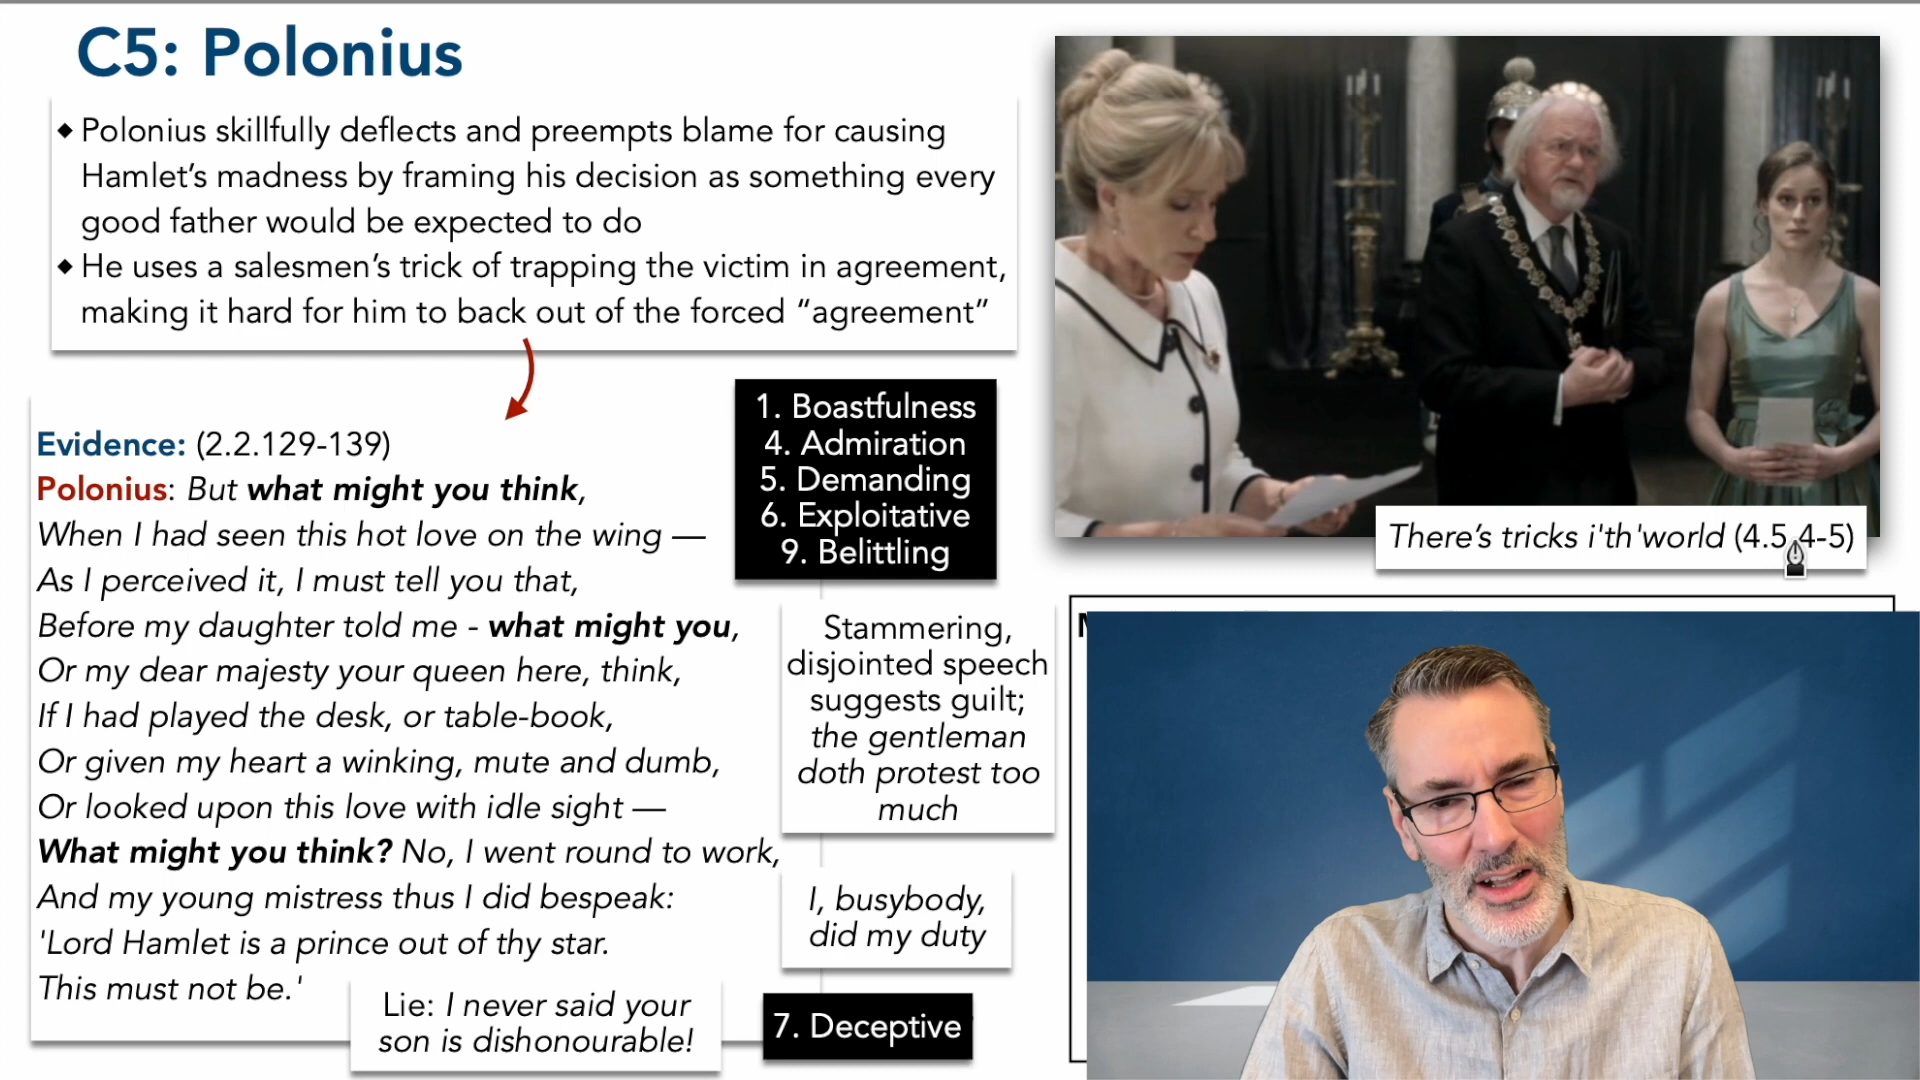 C5: Polonius
◆ Polonius skillfully deflects and preempts blame for causing
Hamlet's madness by framing his decision as something every
good father would be expected to do
◆ He uses a salesmen's trick of trapping the victim in agreement,
making it hard for him to back out of the forced “agreement”
Evidence: (2.2.129-139)
Polonius: But what might you think,
When I had seen this hot love on the wing —
As I perceived it, I must tell you that,
Before my daughter told me - what might you,
Or my dear majesty your queen here, think,
If I had played the desk, or table-book,
Or given my heart a winking, mute and dumb,
Or looked upon this love with idle sight —
What might you think? No, I went round to work,
And my young mistress thus I did bespeak:
'Lord Hamlet is a prince out of thy star.
This must not be.'
Lie: I never said your
son is dishonourable!
1. Boastfulness
4. Admiration
5. Demanding
6. Exploitative
9. Belittling
Stammering,
disjointed speech
suggests guilt;
the gentleman
doth protest too
much
I, busybody,
did my duty
7. Deceptive
There's tricks i'th'world (4.5.4-5)